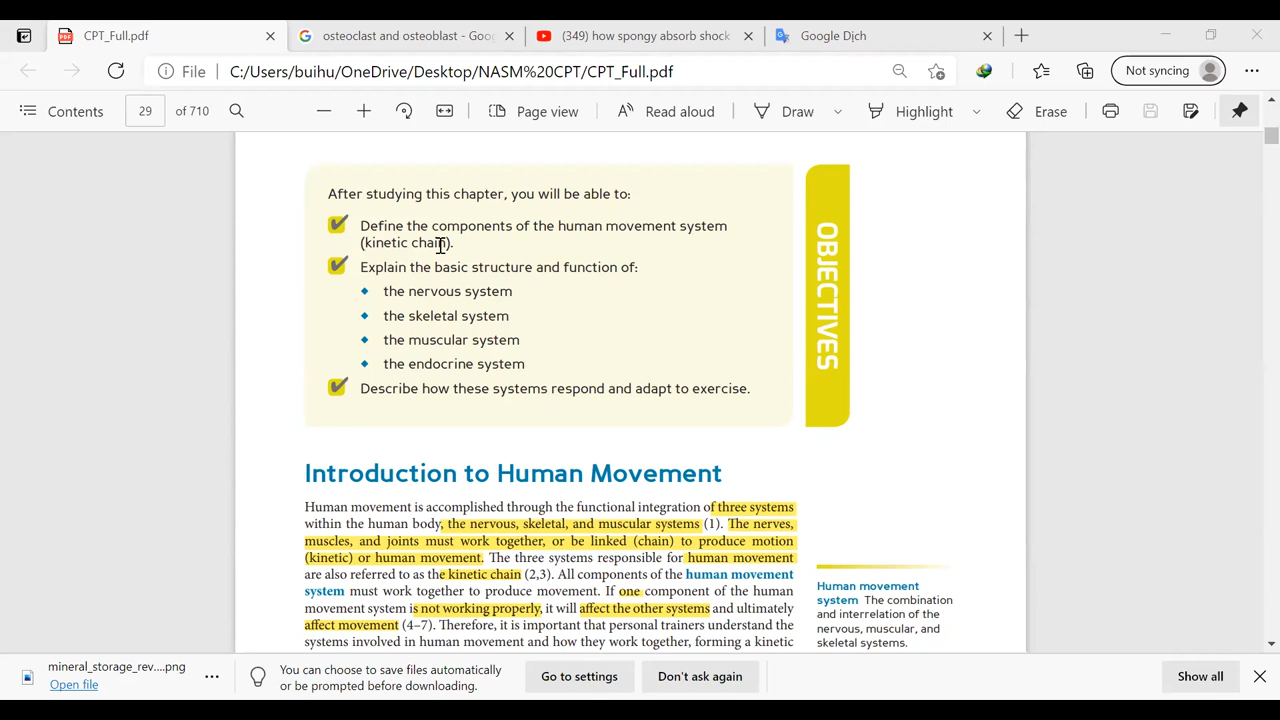 CPT_Full.pdf
osteoclast and osteoblast - Goog
(349) how spongy absorb shock
Google Dịch
File
C:/Users/buihu/OneDrive/Desktop/NASM%20CPT/CPT_Full.pdf
Not syncing
Contents
29
of 710
Page view
Read aloud
Draw
Highlight
Erase
After studying this chapter, you will be able to:
Define the components of the human movement system
(kinetic chain).
Explain the basic structure and function of:
the nervous system
the skeletal system
the muscular system
the endocrine system
Describe how these systems respond and adapt to exercise.
OBJECTIVES
Introduction to Human Movement
Human movement is accomplished through the functional integration of three systems
within the human body, the nervous, skeletal, and muscular systems (1). The nerves,
muscles, and joints must work together, or be linked (chain) to produce motion
(kinetic) or human movement. The three systems responsible for human movement
are also referred to as the kinetic chain (2,3). All components of the human movement
system must work together to produce movement. If one component of the human
movement system is not working properly, it will affect the other systems and ultimately
affect movement (4–7). Therefore, it is important that personal trainers understand the
systems involved in human movement and how they work together, forming a kinetic
Human movement
system The combination
and interrelation of the
nervous, muscular, and
skeletal systems.
mineral_storage_rev....png
Open file
You can choose to save files automatically
or be prompted before downloading.
Go to settings
Don't ask again
Show all